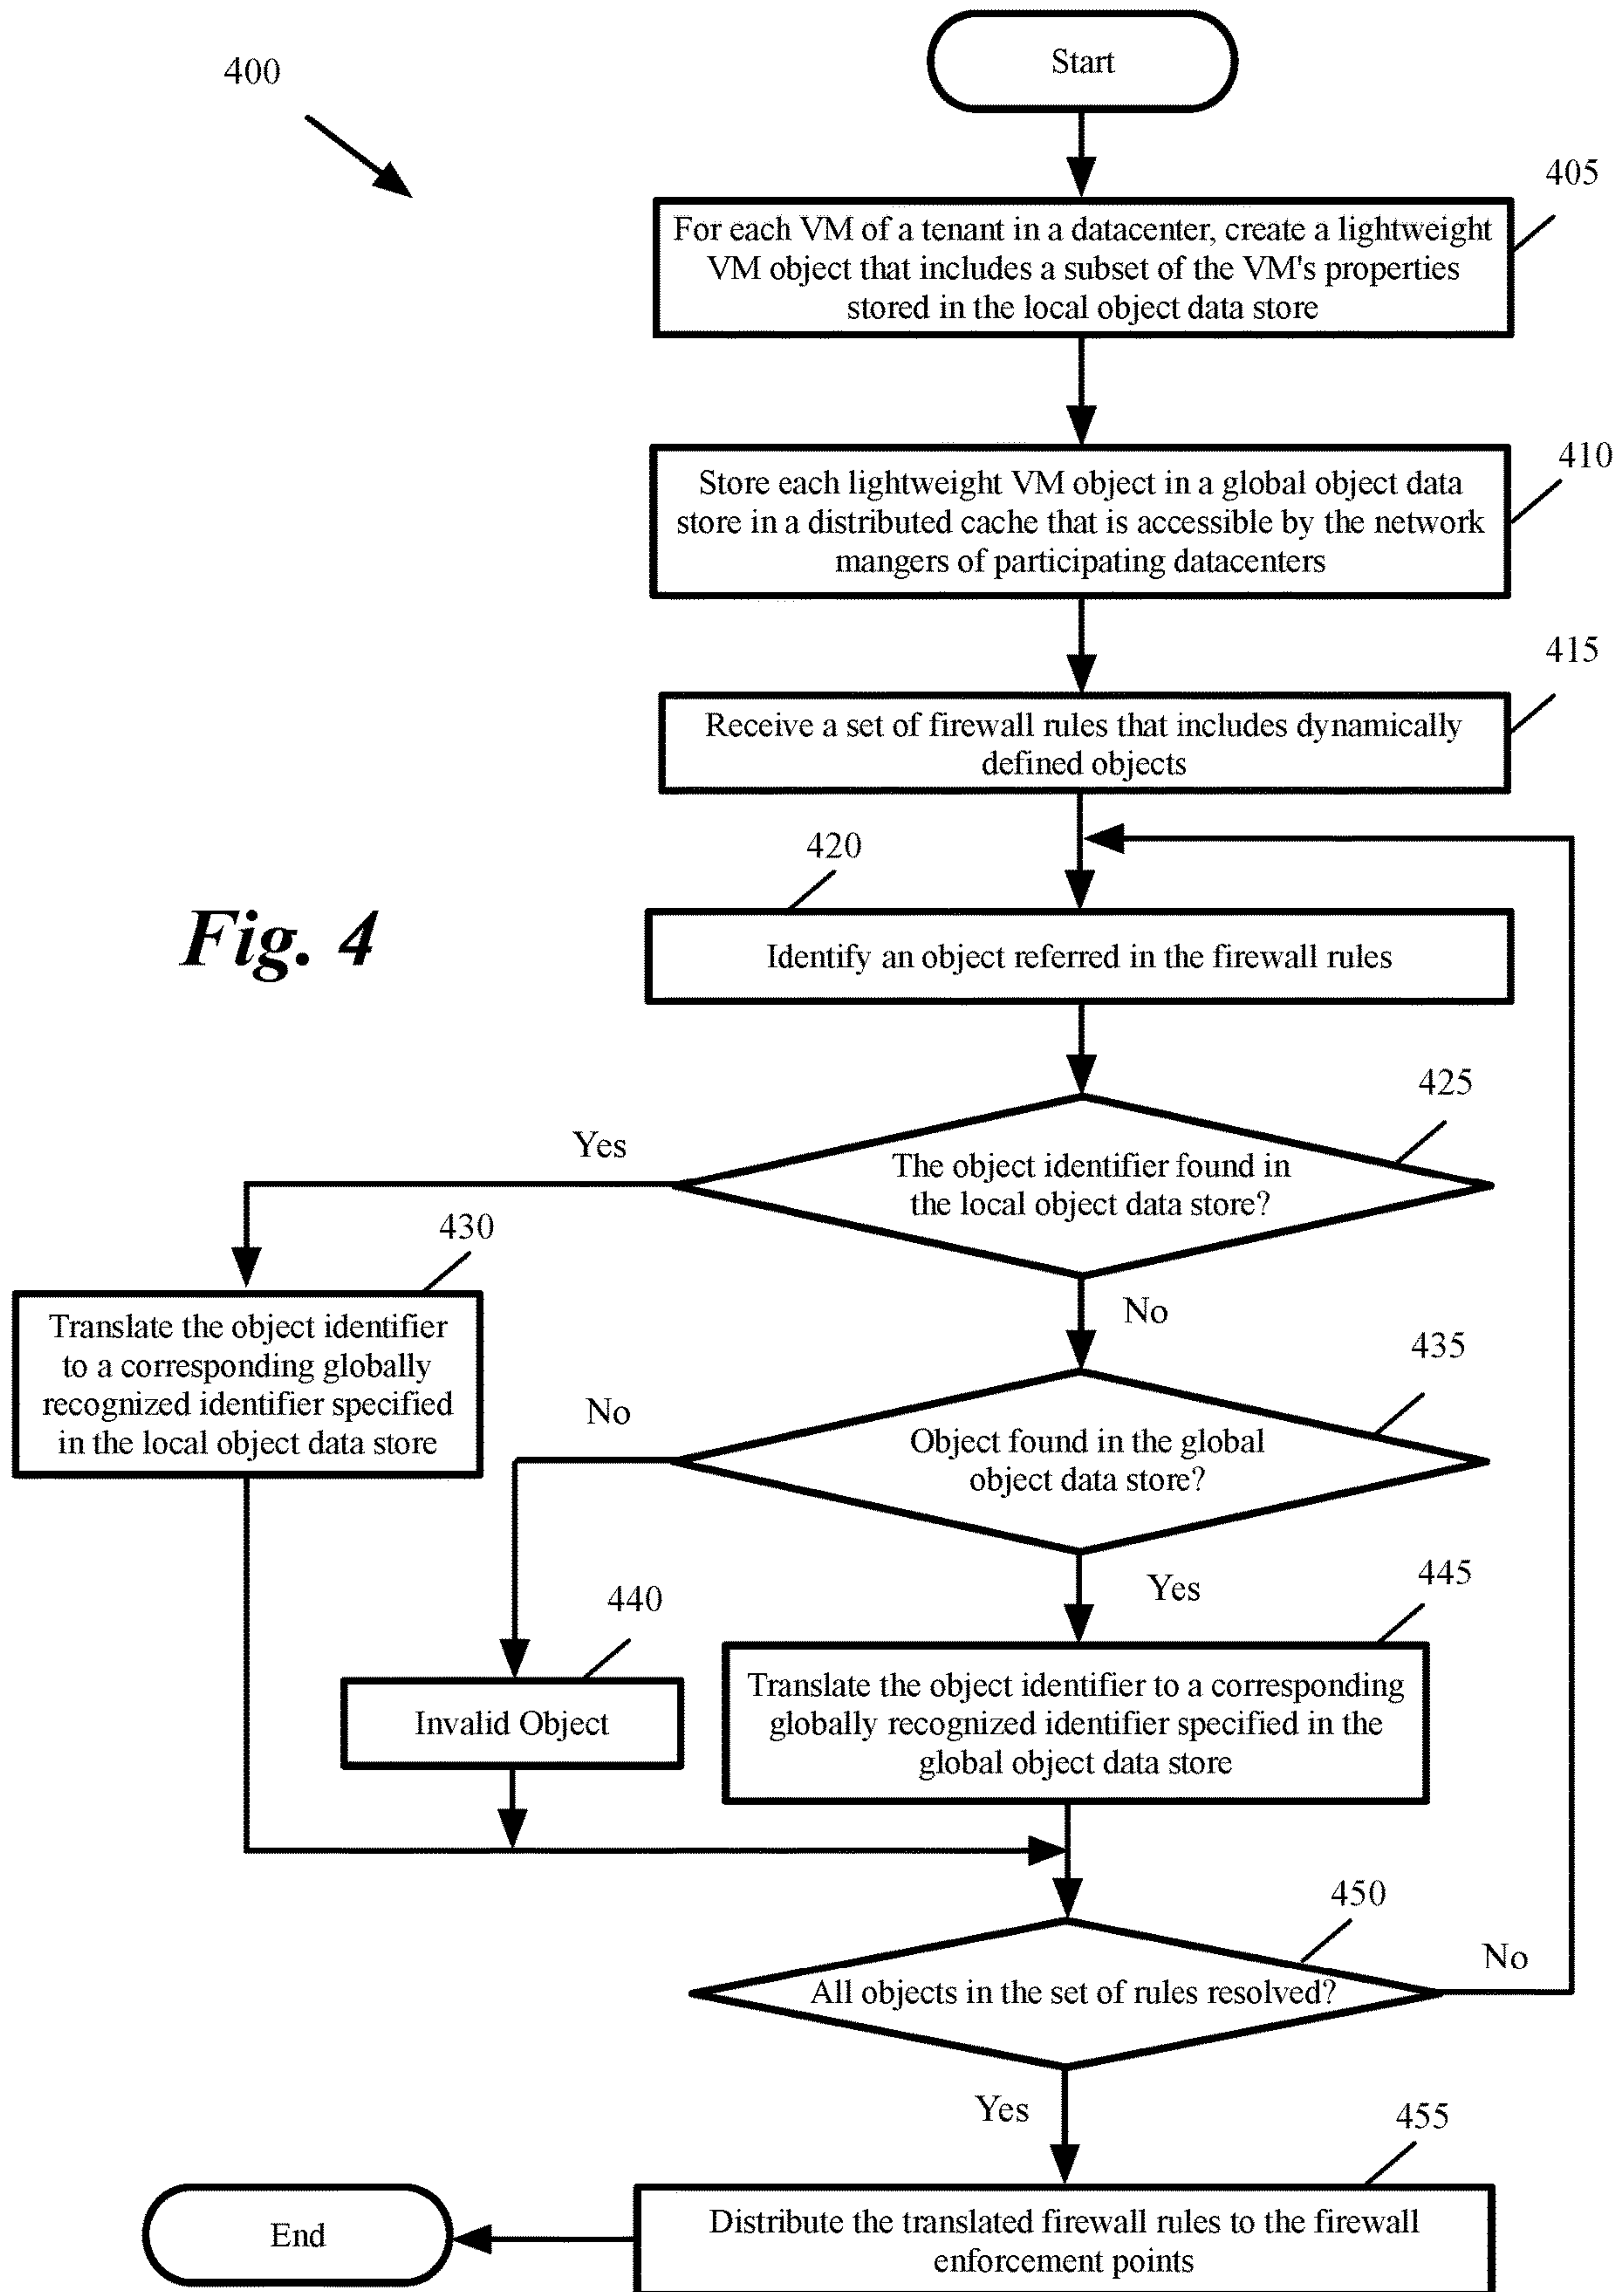 Start
400
405
For each VM of a tenant in a datacenter, create a lightweight
VM object that includes a subset of the VM's properties
stored in the local object data store
410
Store each lightweight VM object in a global object data
store in a distributed cache that is accessible by the network
mangers of participating datacenters
415
Receive a set of firewall rules that includes dynamically
defined objects
420
Fig. 4
Identify an object referred in the firewall rules
425
Yes
The object identifier found in
the local object data store?
430
No
Translate the object identifier
to a corresponding globally
recognized identifier specified
in the local object data store
435
No
Object found in the global
object data store?
Yes
440
445
Invalid Object
Translate the object identifier to a corresponding
globally recognized identifier specified in the
global object data store
450
No
All objects in the set of rules resolved?
Yes
455
Distribute the translated firewall rules to the firewall
enforcement points
End